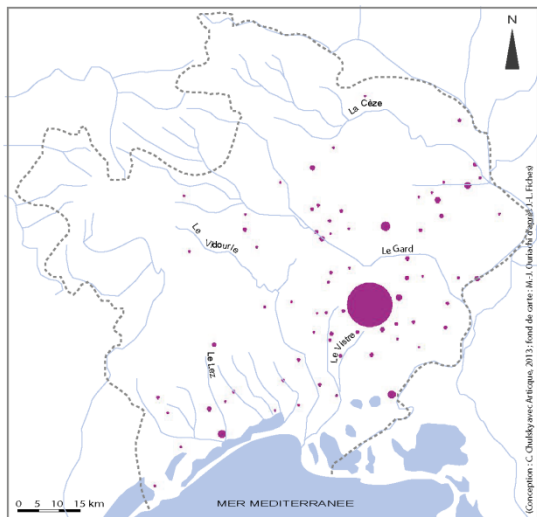 N
La Cèze
Le Gard
Le Vidourle
Le Vistre
Le Lez
0 5 10 15 km
MER MEDITERRANEE
(Conception : C. Chulsky avec Articque, 2013 ; fond de carte : M.-J. Ouriachi d'après J.-L. Fiches)